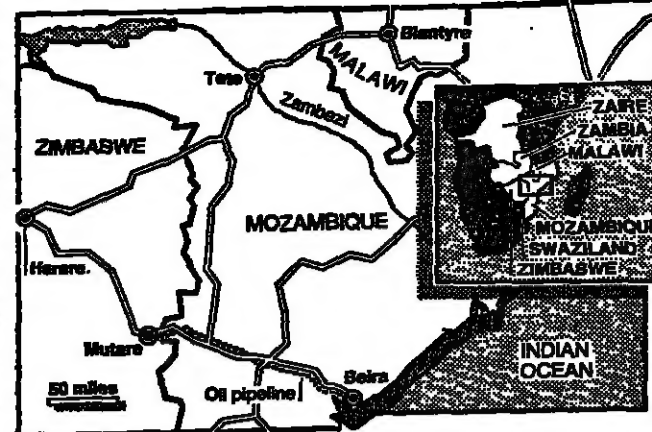 Blantyre
MALAWI
Tete
Zambezi
ZIMBABWE
MOZAMBIQUE
Harare
Mutare
50 miles
Oil pipeline
Beira
INDIAN
OCEAN
ZAIRE
ZAMBIA
MALAWI
MOZAMBIQUE
SWAZILAND
ZIMBABWE